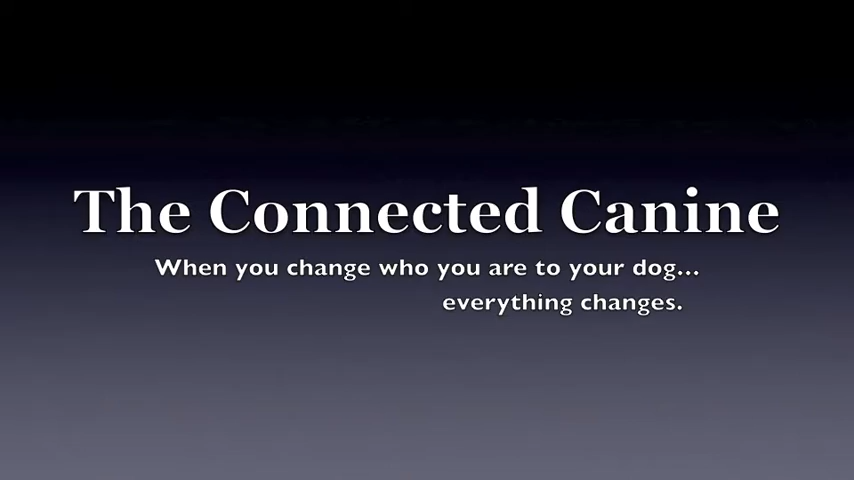 The Connected Canine
When you change who you are to your dog...
everything changes.